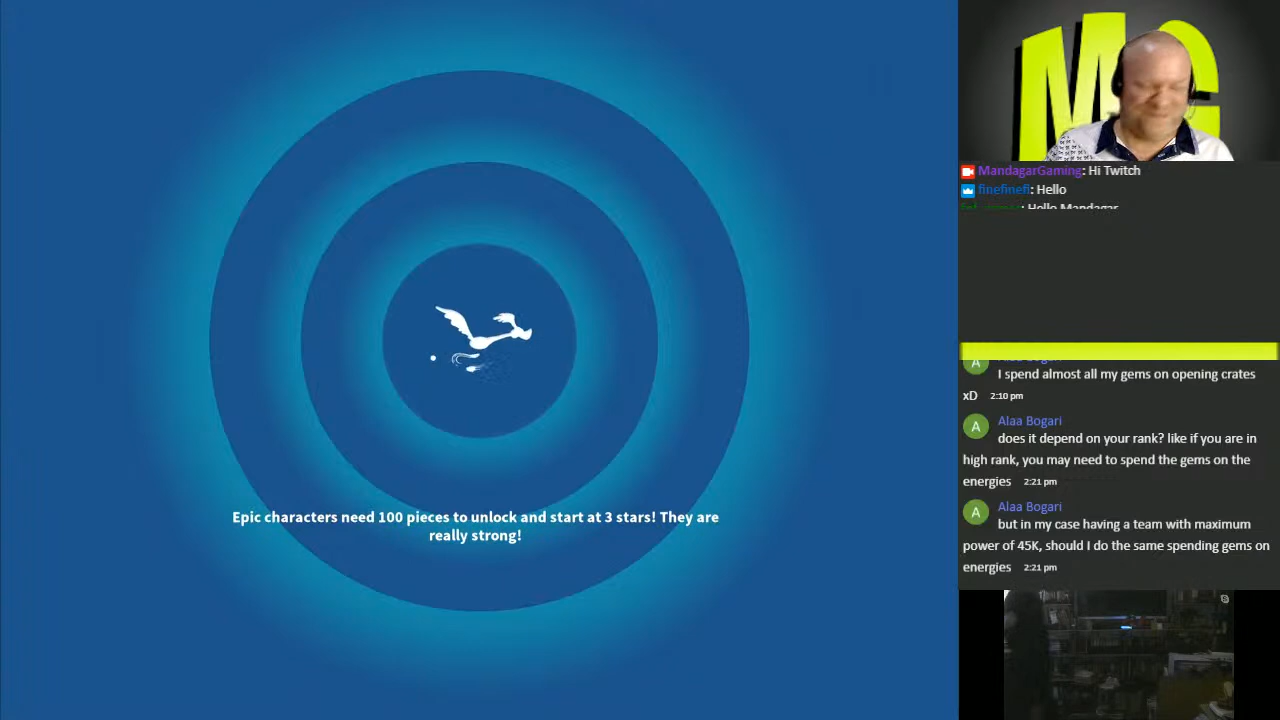 Epic characters need 100 pieces to unlock and start at 3 stars! They are
really strong!
MC
MandagarGaming: Hi Twitch
finefinefi: Hello
: Hello Mandagar
I spend almost all my gems on opening crates
xD 2:10 pm
A Alaa Bogari
does it depend on your rank? like if you are in
high rank, you may need to spend the gems on the
energies 2:21 pm
A Alaa Bogari
but in my case having a team with maximum
power of 45K, should I do the same spending gems on
energies 2:21 pm